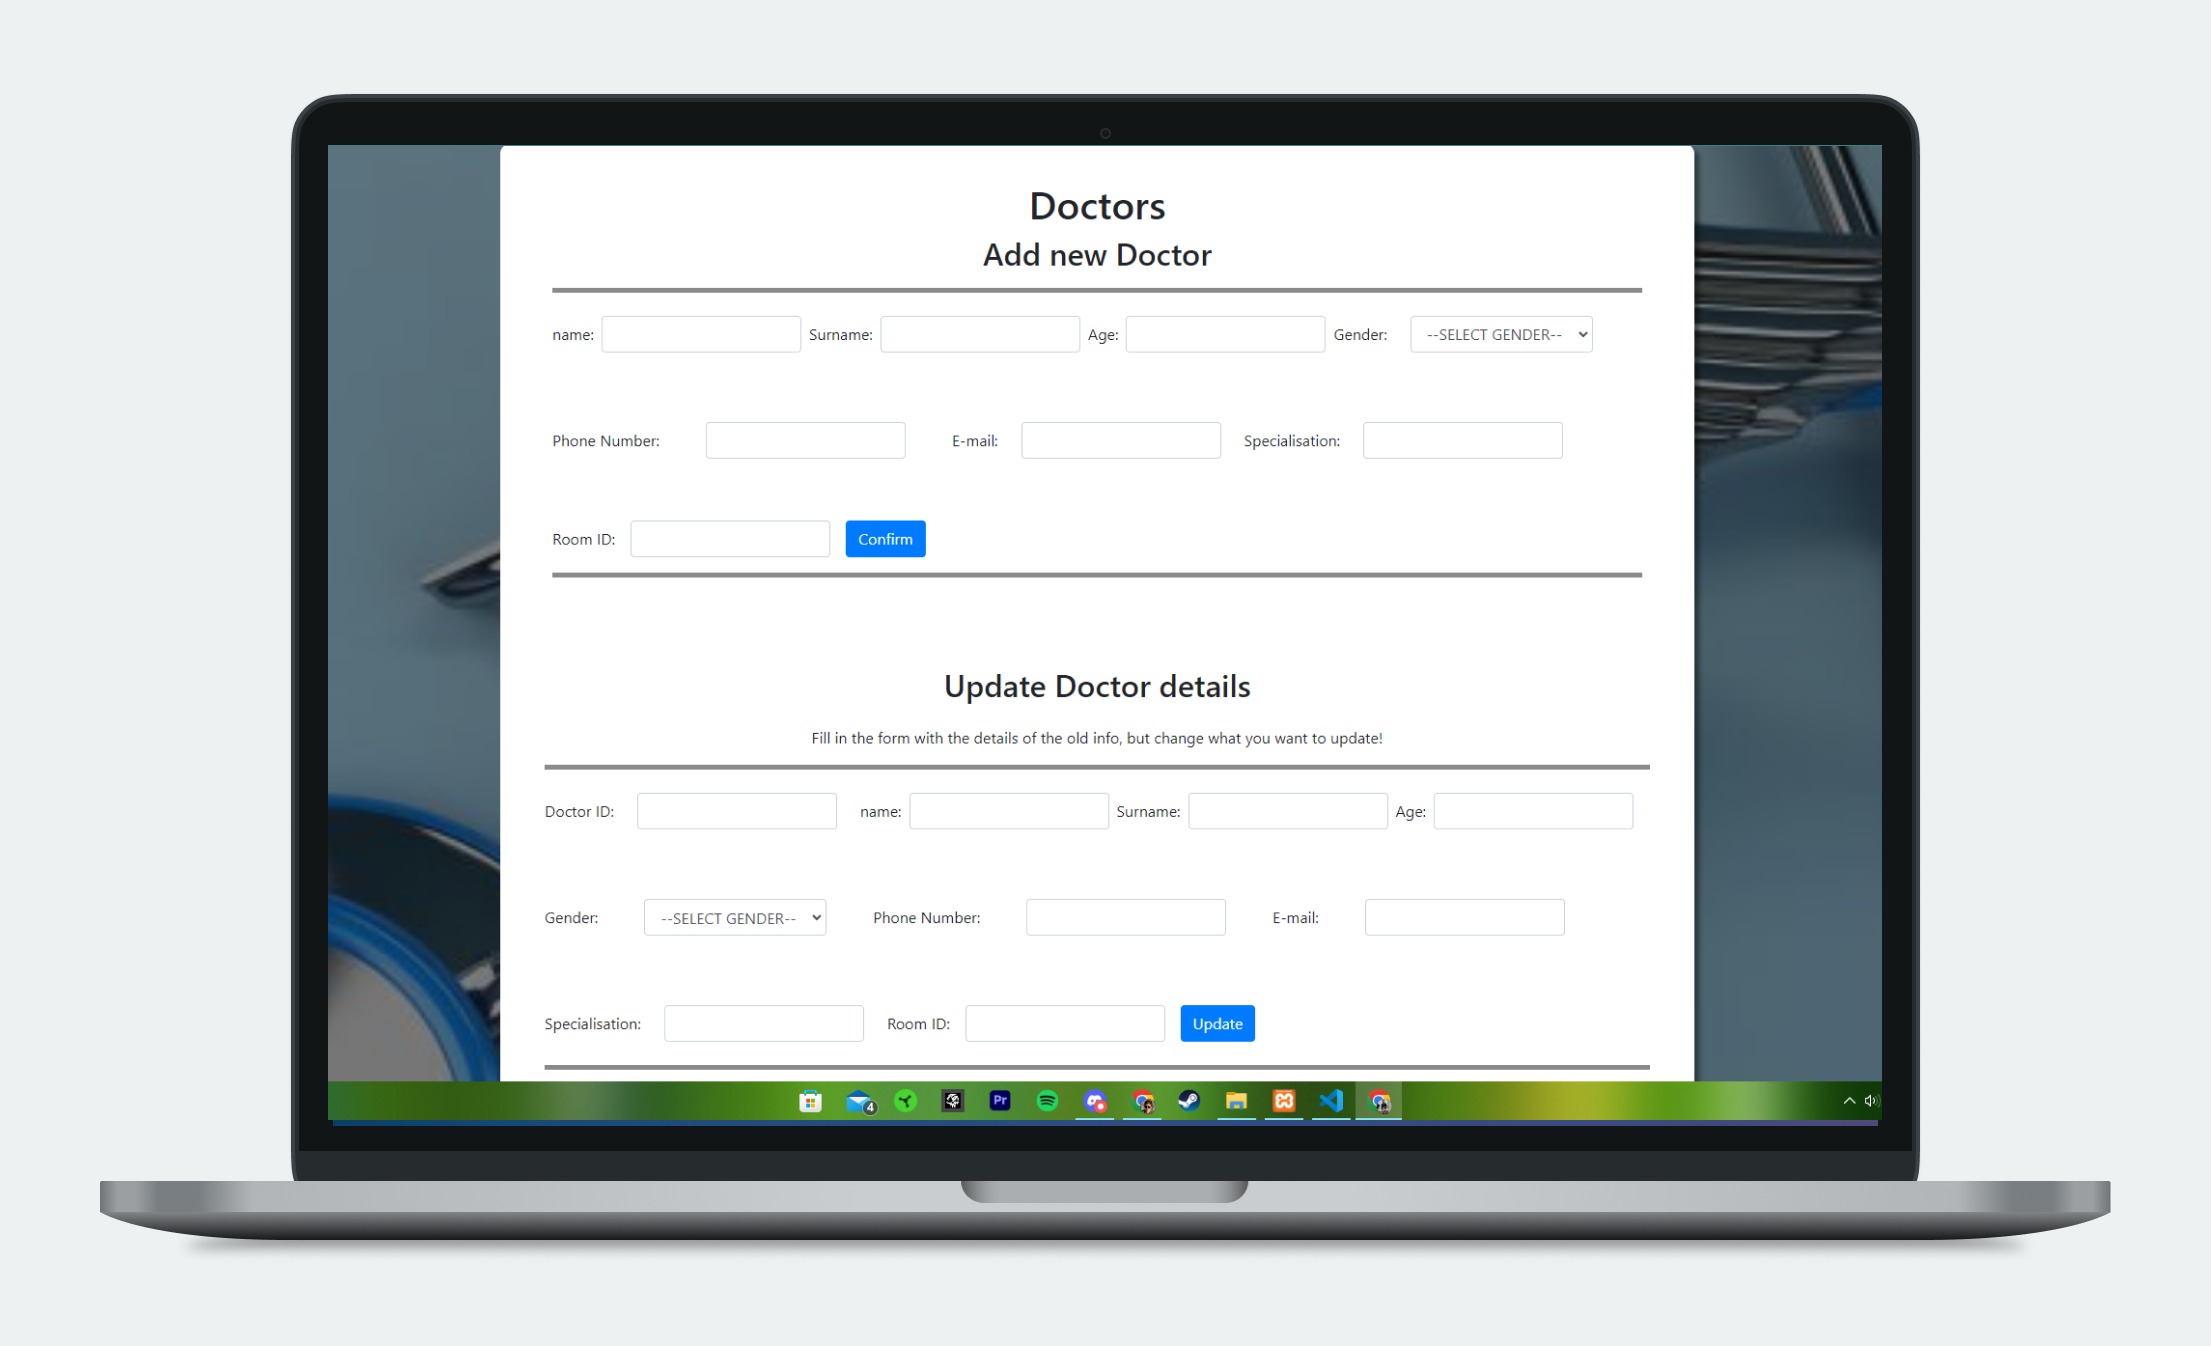 Doctors
Add new Doctor
name: Surname: Age: Gender: --SELECT GENDER--
Phone Number: E-mail: Specialisation:
Room ID: Confirm
Update Doctor details
Fill in the form with the details of the old info, but change what you want to update!
Doctor ID: name: Surname: Age:
Gender: --SELECT GENDER-- Phone Number: E-mail:
Specialisation: Room ID: Update
4 Pr